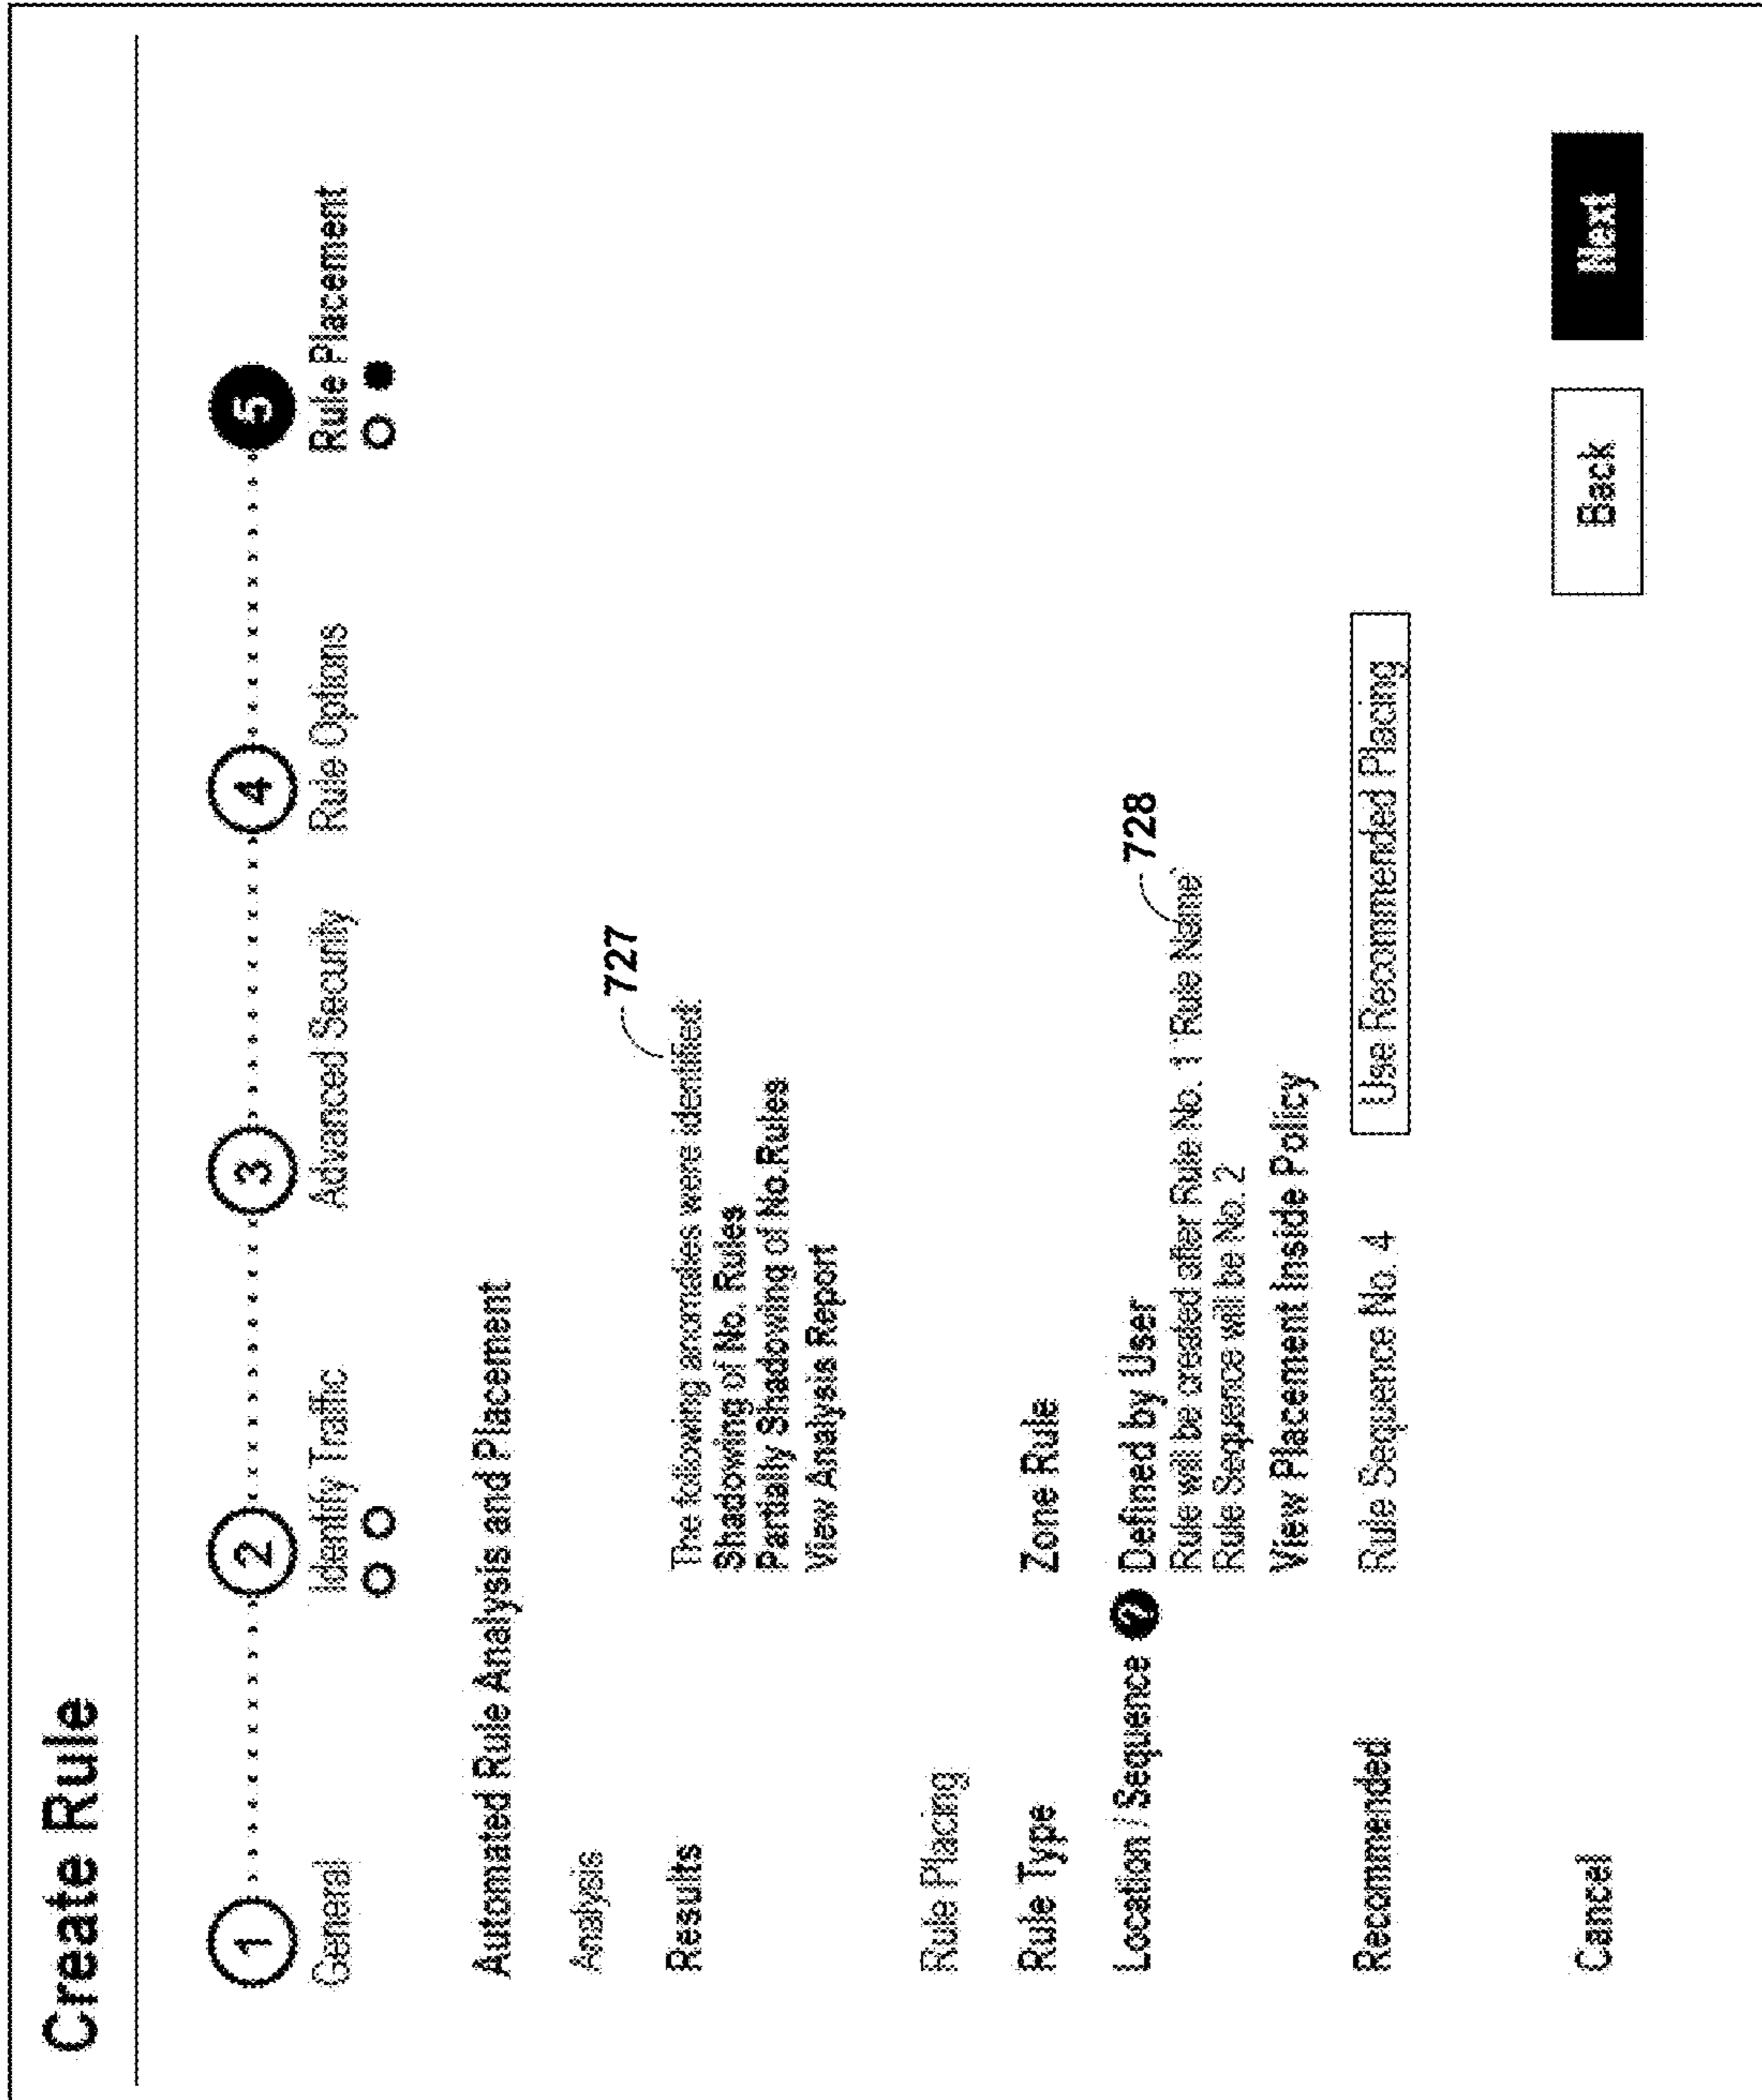 Create Rule
1 2 3 4 5
General Identify Traffic Advanced Security Rule Options Rule Placement
Automated Rule Analysis and Placement
Analysis
727
Results The following anomalies were identified:
Shadowing of No. Rules
Partially Shadowing of No.Rules
View Analysis Report
Rule Placing
Rule Type Zone Rule
728
Location / Sequence ? Defined by User
Rule will be created after Rule No. 1 'Rule Name'
Rule Sequence will be No. 2
View Placement Inside Policy
Recommended Rule Sequence No. 4 Use Recommended Placing
Cancel Back Next